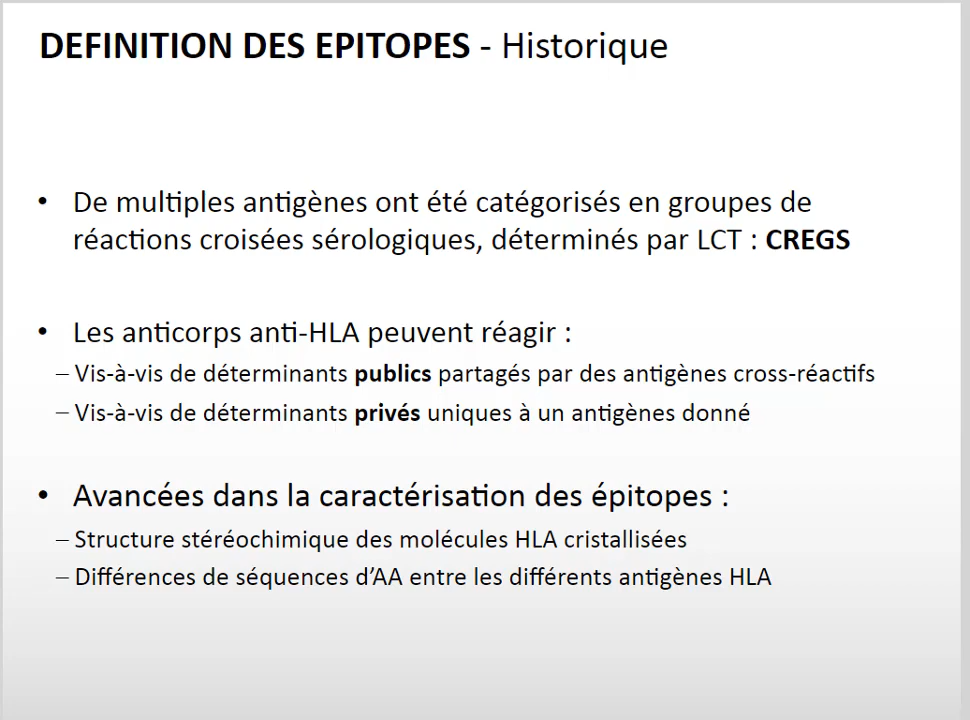 DEFINITION DES EPITOPES - Historique
• De multiples antigènes ont été catégorisés en groupes de
réactions croisées sérologiques, déterminés par LCT : CREGS
• Les anticorps anti-HLA peuvent réagir :
– Vis-à-vis de déterminants publics partagés par des antigènes cross-réactifs
– Vis-à-vis de déterminants privés uniques à un antigènes donné
• Avancées dans la caractérisation des épitopes :
– Structure stéréochimique des molécules HLA cristallisées
– Différences de séquences d’AA entre les différents antigènes HLA